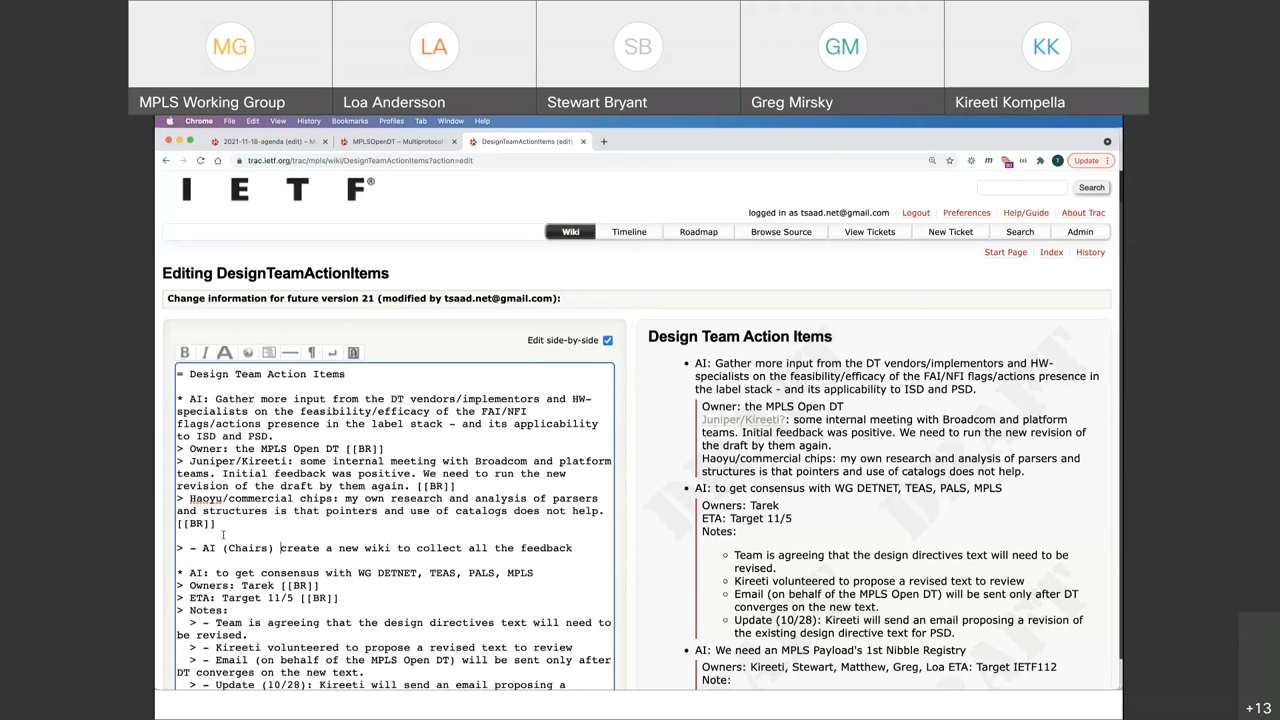 MG
LA
SB
GM
KK
MPLS Working Group
Loa Andersson
Stewart Bryant
Greg Mirsky
Kireeti Kompella
Chrome File Edit View History Bookmarks Profiles Tab Window Help
2021-11-18-agenda (edit) – M
MPLSOpenDT – Multiprotocol
DesignTeamActionItems (edit)
trac.ietf.org/trac/mpls/wiki/DesignTeamActionItems?action=edit
Update
I E T F®
Search
logged in as tsaad.net@gmail.com Logout Preferences Help/Guide About Trac
Wiki Timeline Roadmap Browse Source View Tickets New Ticket Search Admin
Start Page Index History
Editing DesignTeamActionItems
Change information for future version 21 (modified by tsaad.net@gmail.com):
Edit side-by-side
B I A
= Design Team Action Items
* AI: Gather more input from the DT vendors/implementors and HW-
specialists on the feasibility/efficacy of the FAI/NFI
flags/actions presence in the label stack - and its applicability
to ISD and PSD.
> Owner: the MPLS Open DT [[BR]]
> Juniper/Kireeti: some internal meeting with Broadcom and platform
teams. Initial feedback was positive. We need to run the new
revision of the draft by them again. [[BR]]
> Haoyu/commercial chips: my own research and analysis of parsers
and structures is that pointers and use of catalogs does not help.
[[BR]]
> - AI (Chairs) create a new wiki to collect all the feedback
* AI: to get consensus with WG DETNET, TEAS, PALS, MPLS
> Owners: Tarek [[BR]]
> ETA: Target 11/5 [[BR]]
> Notes:
> - Team is agreeing that the design directives text will need to
be revised.
> - Kireeti volunteered to propose a revised text to review
> - Email (on behalf of the MPLS Open DT) will be sent only after
DT converges on the new text.
> - Update (10/28): Kireeti will send an email proposing a
Design Team Action Items
• AI: Gather more input from the DT vendors/implementors and HW-
specialists on the feasibility/efficacy of the FAI/NFI flags/actions presence in
the label stack - and its applicability to ISD and PSD.
Owner: the MPLS Open DT
Juniper/Kireeti?: some internal meeting with Broadcom and platform
teams. Initial feedback was positive. We need to run the new revision of
the draft by them again.
Haoyu/commercial chips: my own research and analysis of parsers and
structures is that pointers and use of catalogs does not help.
• AI: to get consensus with WG DETNET, TEAS, PALS, MPLS
Owners: Tarek
ETA: Target 11/5
Notes:
Team is agreeing that the design directives text will need to be
revised.
Kireeti volunteered to propose a revised text to review
Email (on behalf of the MPLS Open DT) will be sent only after DT
converges on the new text.
Update (10/28): Kireeti will send an email proposing a revision of
the existing design directive text for PSD.
• AI: We need an MPLS Payload's 1st Nibble Registry
Owners: Kireeti, Stewart, Matthew, Greg, Loa ETA: Target IETF112
Note:
+13